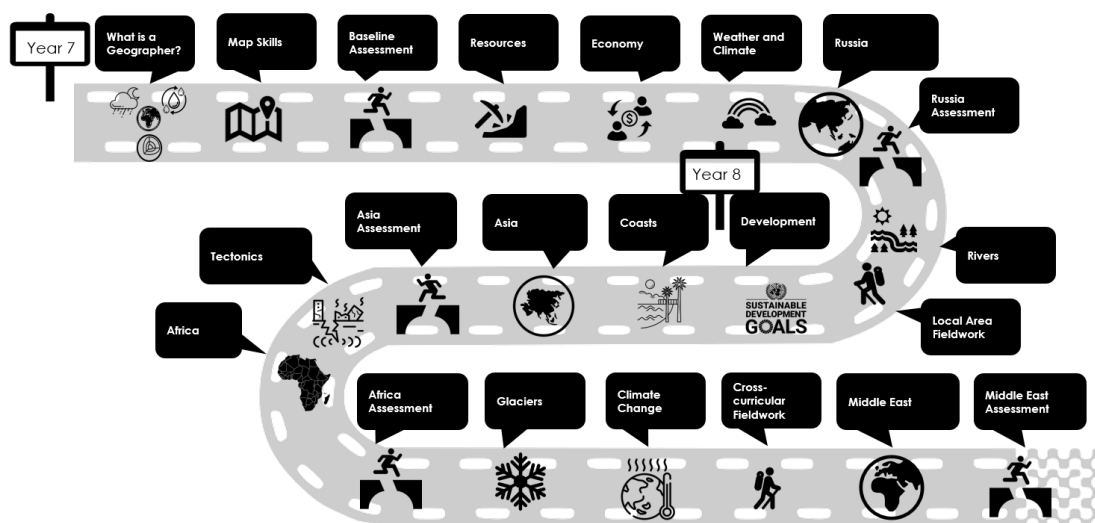 Year 7
What is a
Geographer?
Map Skills
Baseline
Assessment
Resources
Economy
Weather and
Climate
Russia
Russia
Assessment
$
Year 8
Rivers
Local Area
Fieldwork
Development
SUSTAINABLE
DEVELOPMENT
GOALS
Coasts
Asia
Asia
Assessment
Tectonics
Africa
Africa
Assessment
Glaciers
Climate
Change
Cross-
curricular
Fieldwork
Middle East
Middle East
Assessment